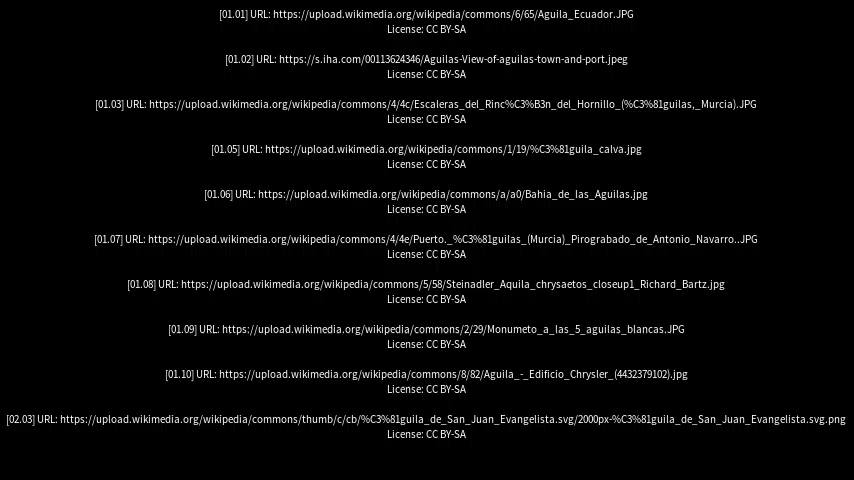 [01.01] URL: https://upload.wikimedia.org/wikipedia/commons/6/65/Aguila_Ecuador.JPG
License: CC BY-SA
[01.02] URL: https://s.iha.com/00113624346/Aguilas-View-of-aguilas-town-and-port.jpeg
License: CC BY-SA
[01.03] URL: https://upload.wikimedia.org/wikipedia/commons/4/4c/Escaleras_del_Rinc%C3%B3n_del_Hornillo_(%C3%81guilas,_Murcia).JPG
License: CC BY-SA
[01.05] URL: https://upload.wikimedia.org/wikipedia/commons/1/19/%C3%81guila_calva.jpg
License: CC BY-SA
[01.06] URL: https://upload.wikimedia.org/wikipedia/commons/a/a0/Bahia_de_las_Aguilas.jpg
License: CC BY-SA
[01.07] URL: https://upload.wikimedia.org/wikipedia/commons/4/4e/Puerto._%C3%81guilas_(Murcia)_Pirograbado_de_Antonio_Navarro..JPG
License: CC BY-SA
[01.08] URL: https://upload.wikimedia.org/wikipedia/commons/5/58/Steinadler_Aquila_chrysaetos_closeup1_Richard_Bartz.jpg
License: CC BY-SA
[01.09] URL: https://upload.wikimedia.org/wikipedia/commons/2/29/Monumeto_a_las_5_aguilas_blancas.JPG
License: CC BY-SA
[01.10] URL: https://upload.wikimedia.org/wikipedia/commons/8/82/Aguila_-_Edificio_Chrysler_(4432379102).jpg
License: CC BY-SA
[02.03] URL: https://upload.wikimedia.org/wikipedia/commons/thumb/c/cb/%C3%81guila_de_San_Juan_Evangelista.svg/2000px-%C3%81guila_de_San_Juan_Evangelista.svg.png
License: CC BY-SA